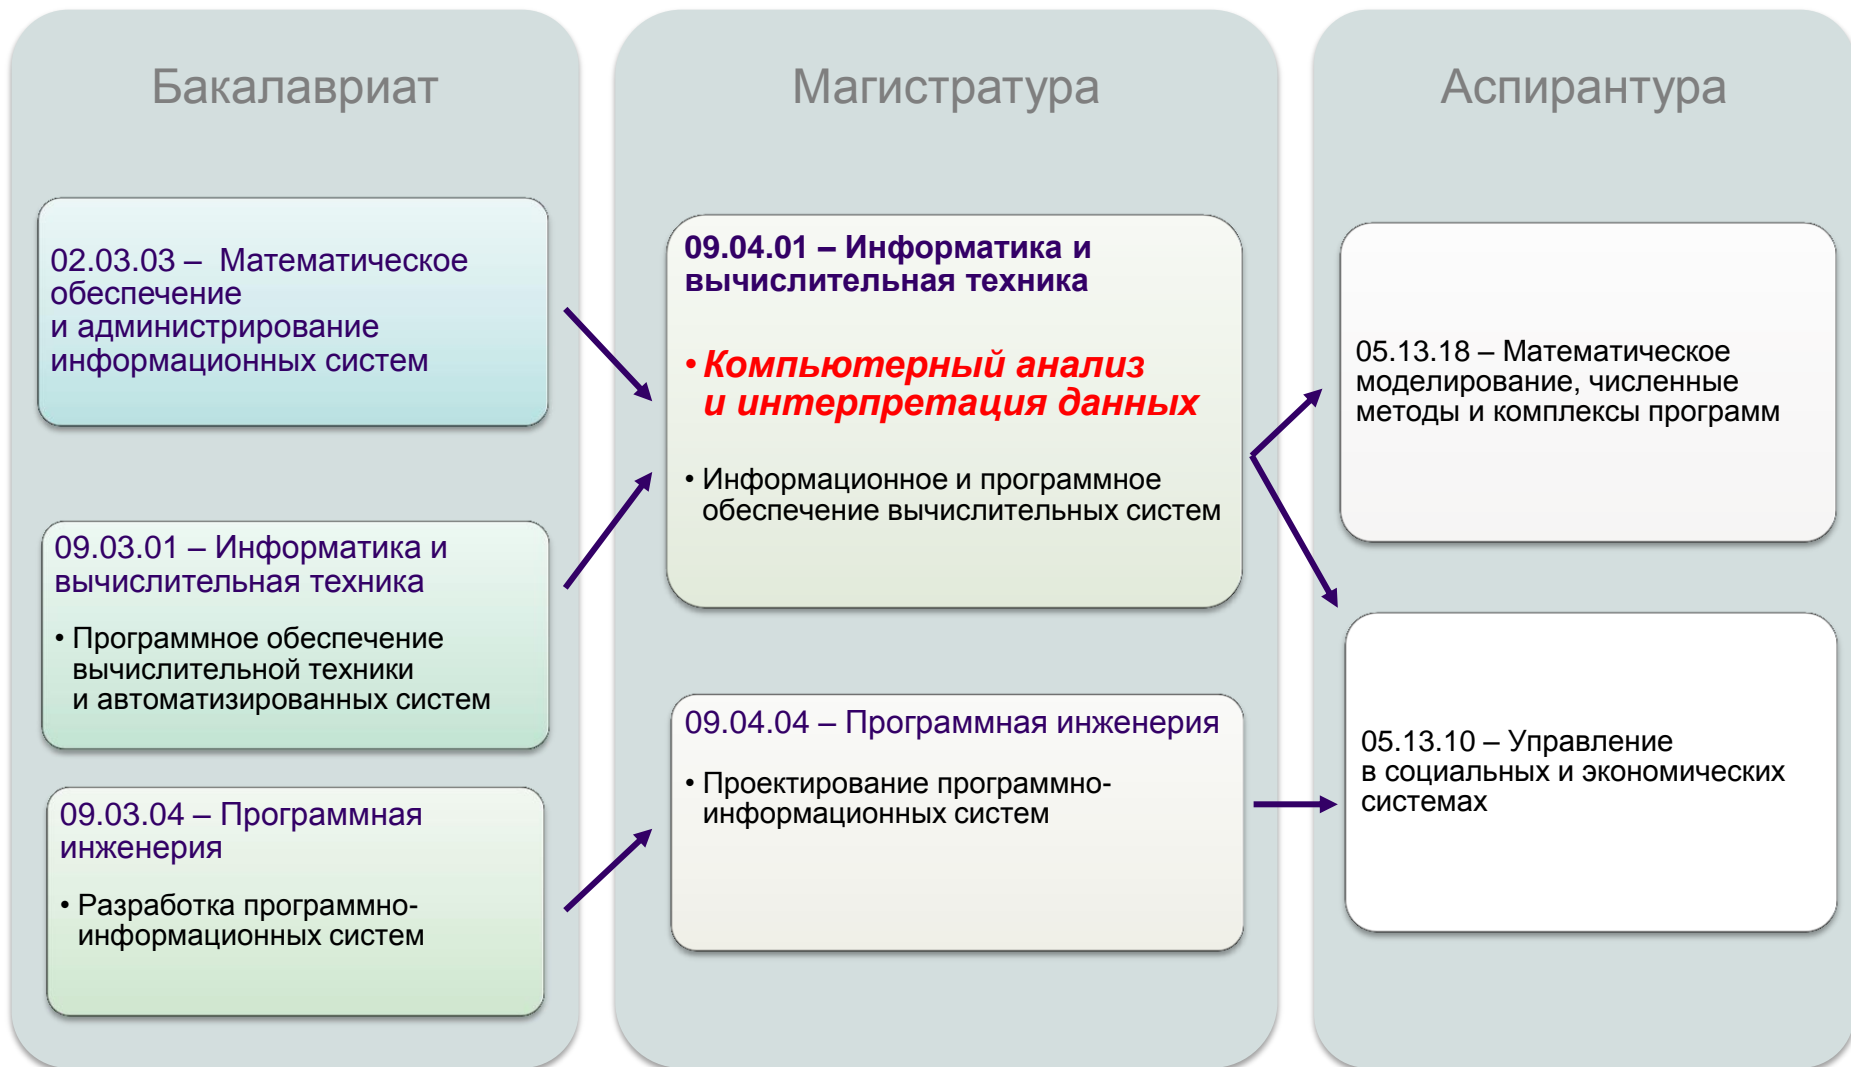 Бакалавриат
02.03.03 – Математическое
обеспечение
и администрирование
информационных систем
09.03.01 – Информатика и
вычислительная техника
• Программное обеспечение
вычислительной техники
и автоматизированных систем
09.03.04 – Программная
инженерия
• Разработка программно-
информационных систем
Магистратура
09.04.01 – Информатика и
вычислительная техника
• Компьютерный анализ
и интерпретация данных
• Информационное и программное
обеспечение вычислительных систем
09.04.04 – Программная инженерия
• Проектирование программно-
информационных систем
Аспирантура
05.13.18 – Математическое
моделирование, численные
методы и комплексы программ
05.13.10 – Управление
в социальных и экономических
системах